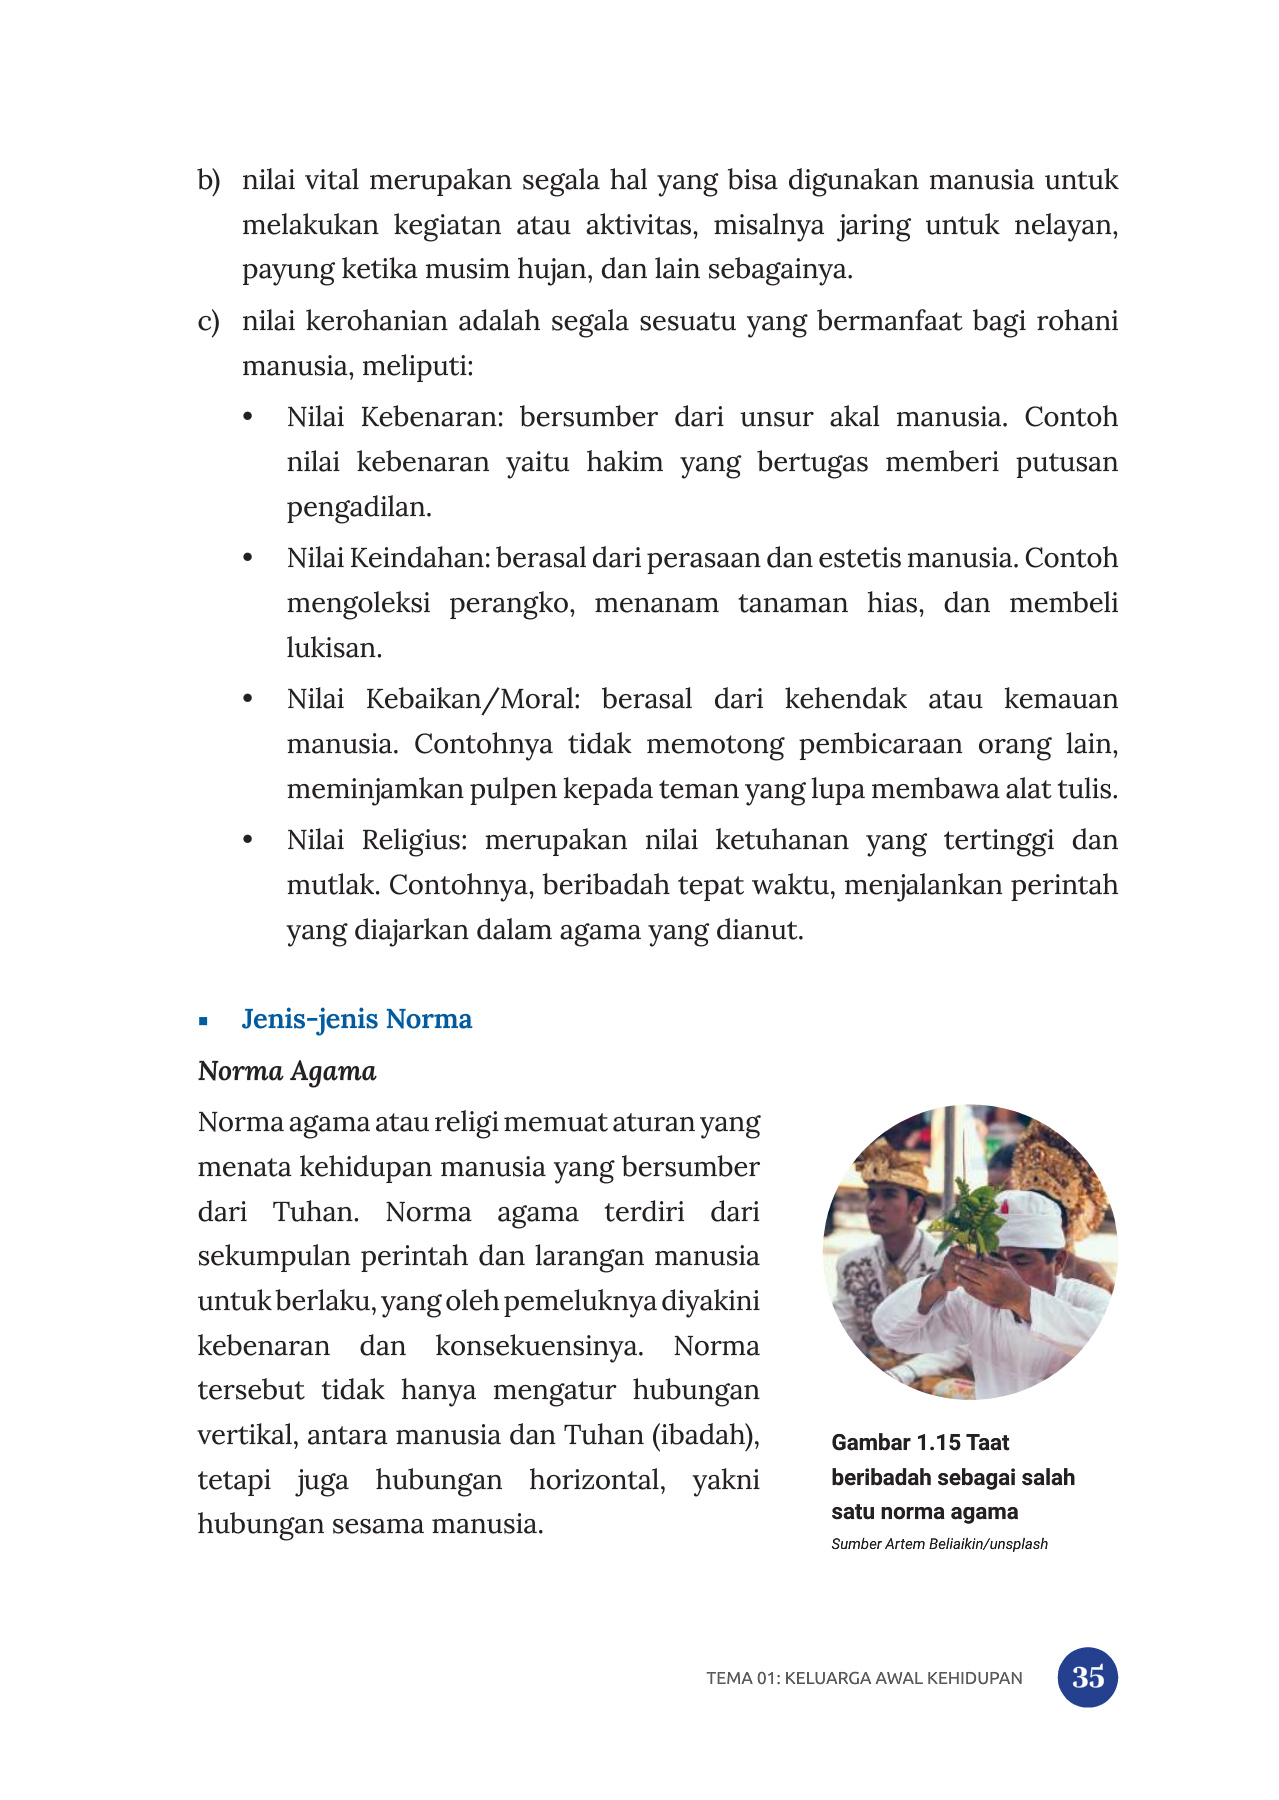 b) nilai vital merupakan segala hal yang bisa digunakan manusia untuk
melakukan kegiatan atau aktivitas, misalnya jaring untuk nelayan,
payung ketika musim hujan, dan lain sebagainya.
c) nilai kerohanian adalah segala sesuatu yang bermanfaat bagi rohani
manusia, meliputi:
• Nilai Kebenaran: bersumber dari unsur akal manusia. Contoh
nilai kebenaran yaitu hakim yang bertugas memberi putusan
pengadilan.
• Nilai Keindahan: berasal dari perasaan dan estetis manusia. Contoh
mengoleksi perangko, menanam tanaman hias, dan membeli
lukisan.
• Nilai Kebaikan/Moral: berasal dari kehendak atau kemauan
manusia. Contohnya tidak memotong pembicaraan orang lain,
meminjamkan pulpen kepada teman yang lupa membawa alat tulis.
• Nilai Religius: merupakan nilai ketuhanan yang tertinggi dan
mutlak. Contohnya, beribadah tepat waktu, menjalankan perintah
yang diajarkan dalam agama yang dianut.
▪ Jenis-jenis Norma
Norma Agama
Norma agama atau religi memuat aturan yang
menata kehidupan manusia yang bersumber
dari Tuhan. Norma agama terdiri dari
sekumpulan perintah dan larangan manusia
untuk berlaku, yang oleh pemeluknya diyakini
kebenaran dan konsekuensinya. Norma
tersebut tidak hanya mengatur hubungan
vertikal, antara manusia dan Tuhan (ibadah),
tetapi juga hubungan horizontal, yakni
hubungan sesama manusia.
Gambar 1.15 Taat
beribadah sebagai salah
satu norma agama
Sumber Artem Beliaikin/unsplash
TEMA 01: KELUARGA AWAL KEHIDUPAN 35